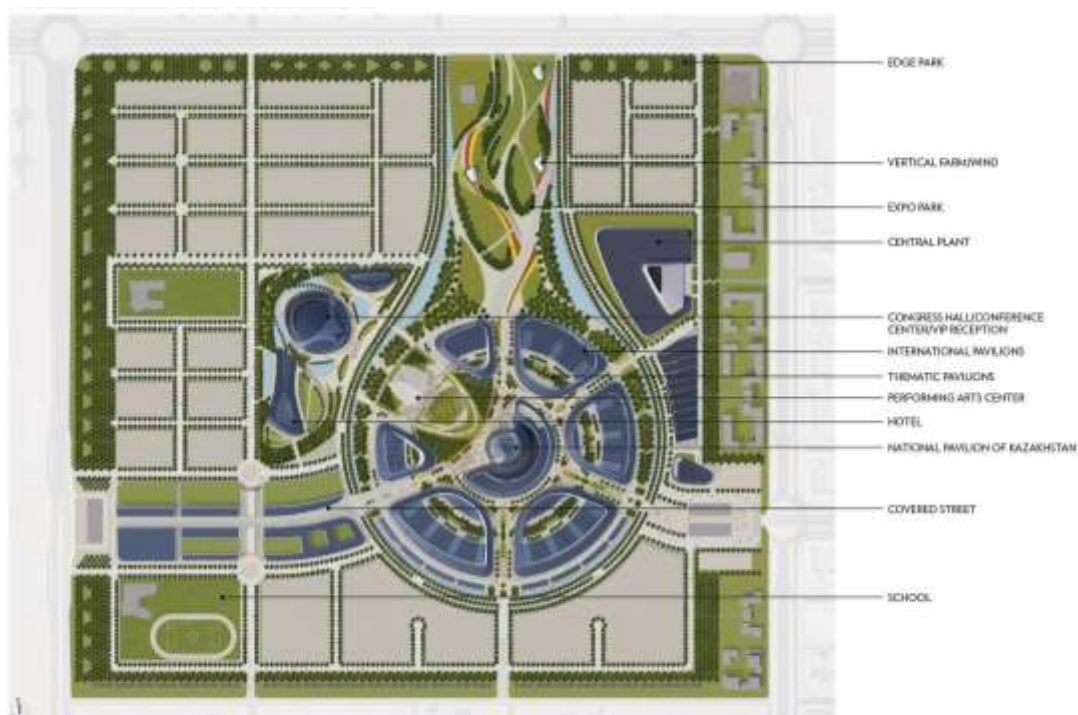 EDGE PARK
VERTICAL FARM/WIND
EXPO PARK
CENTRAL PLANT
CONGRESS HALL/CONFERENCE
CENTER/VIP RECEPTION
INTERNATIONAL PAVILIONS
THEMATIC PAVILIONS
PERFORMING ARTS CENTER
HOTEL
NATIONAL PAVILION OF KAZAKHSTAN
COVERED STREET
SCHOOL